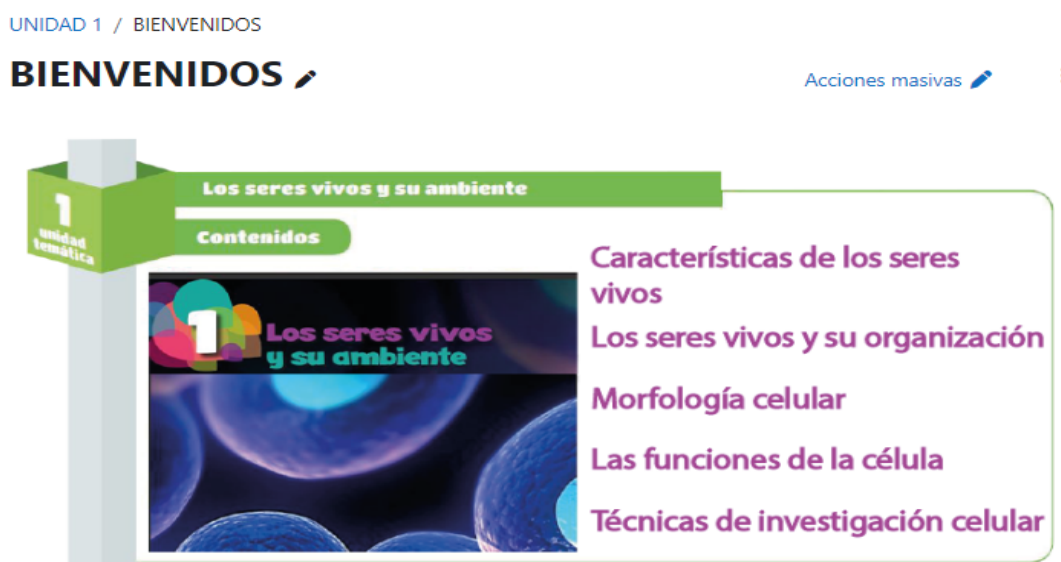 UNIDAD 1 / BIENVENIDOS
BIENVENIDOS
Acciones masivas
1
unidad
temática
Los seres vivos y su ambiente
Contenidos
1
Los seres vivos
y su ambiente
Características de los seres
vivos
Los seres vivos y su organización
Morfología celular
Las funciones de la célula
Técnicas de investigación celular